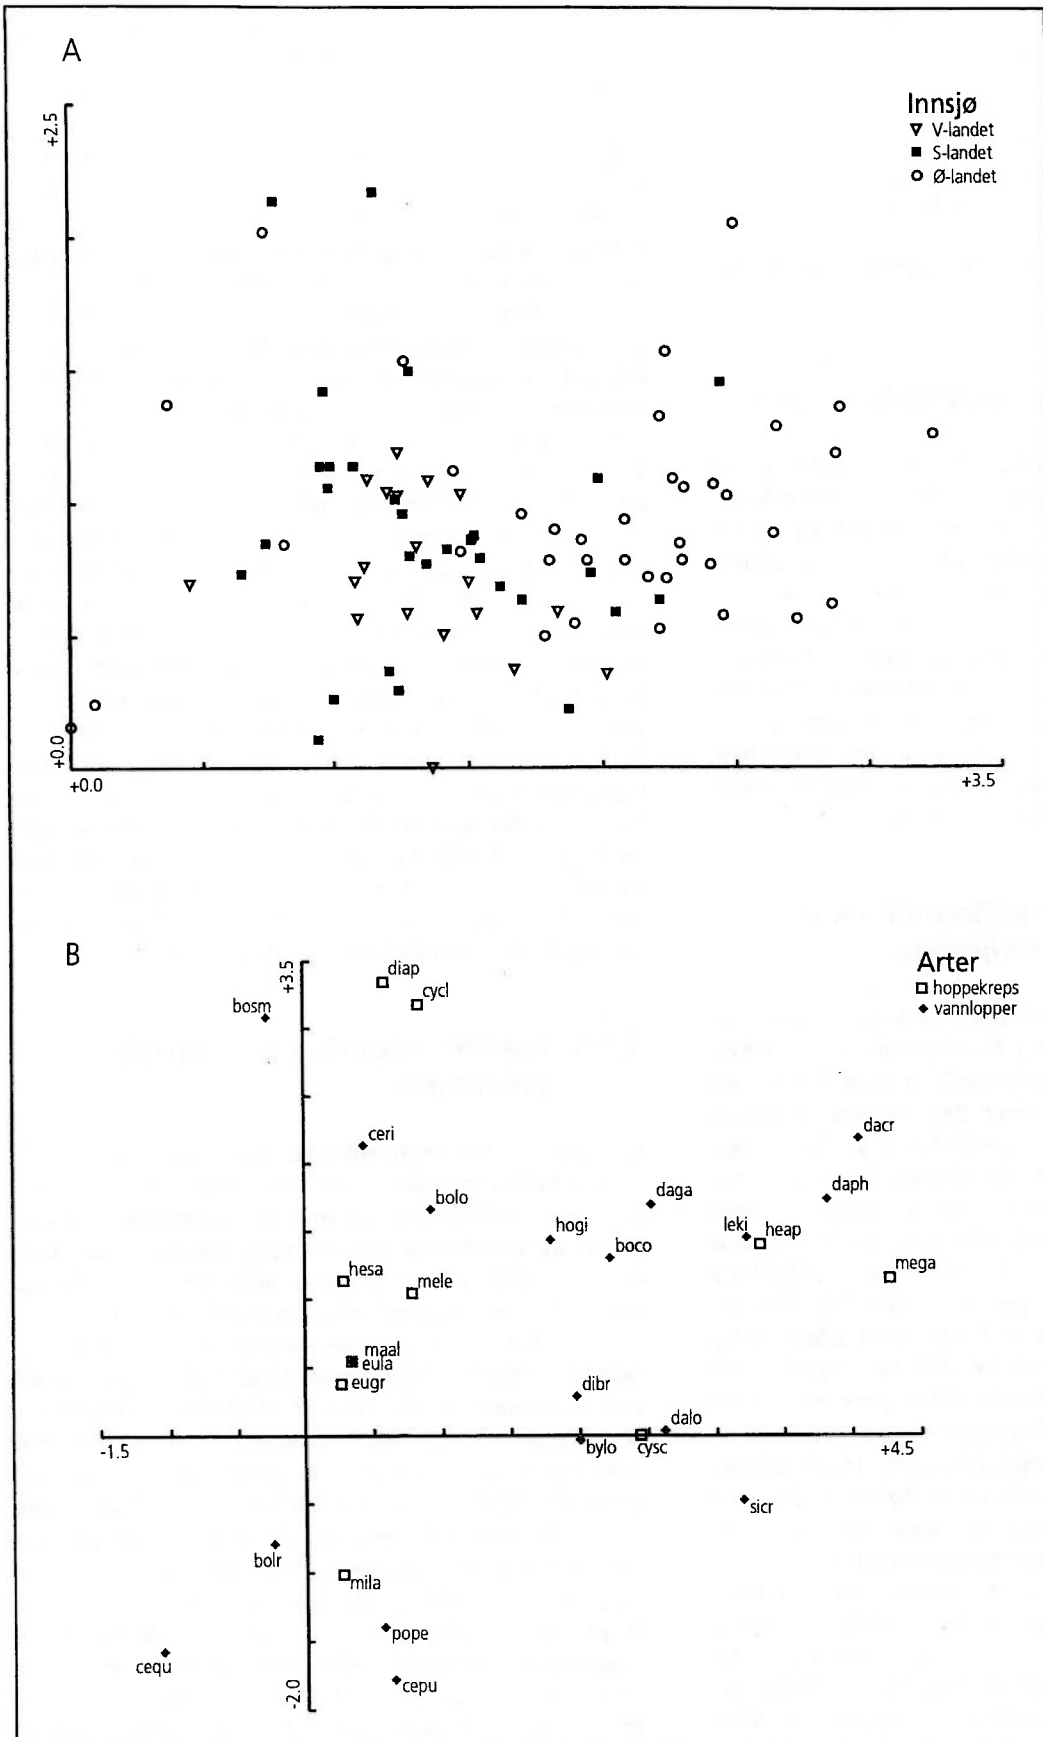 A
+2.5
Innsjø
V-landet
S-landet
Ø-landet
+0.0
+0.0
+3.5
B
+3.5
Arter
hoppekreps
vannlopper
diap
cycl
bosm
ceri
dacr
bolo
daga
daph
hogi
boco
leki
heap
mega
hesa
mele
maal
eula
eugr
dibr
dalo
-1.5
bylo
cysc
+4.5
sicr
bolr
mila
pope
cequ
cepu
-2.0